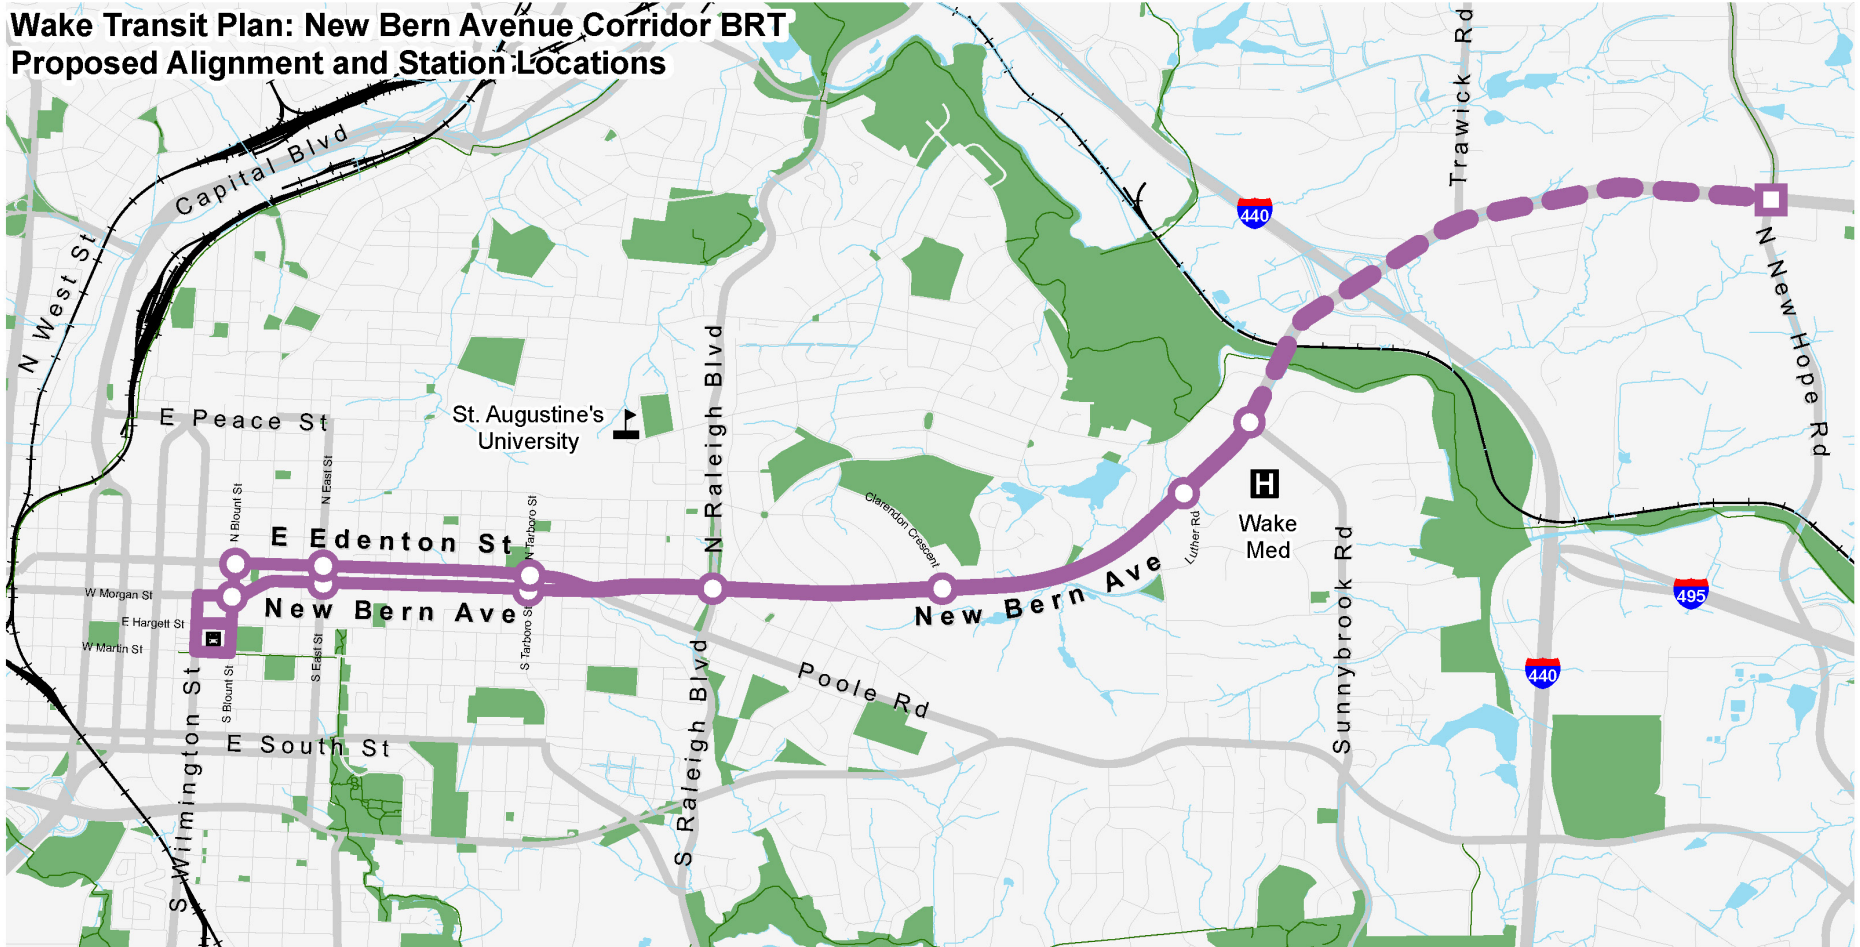 Wake Transit Plan: New Bern Avenue Corridor BRT
Proposed Alignment and Station Locations
Capital Blvd
N West St
E Peace St
St. Augustine's
University
N Raleigh Blvd
440
Trawick Rd
N New Hope Rd
N Blount St
N East St
N Tarboro St
E Edenton St
New Bern Ave
W Morgan St
E Hargett St
W Martin St
S Blount St
S East St
S Tarboro St
S Wilmington St
E South St
S Raleigh Blvd
Poole Rd
Clarendon Crescent
New Bern Ave
Luther Rd
H
Wake
Med
Sunnybrook Rd
495
440